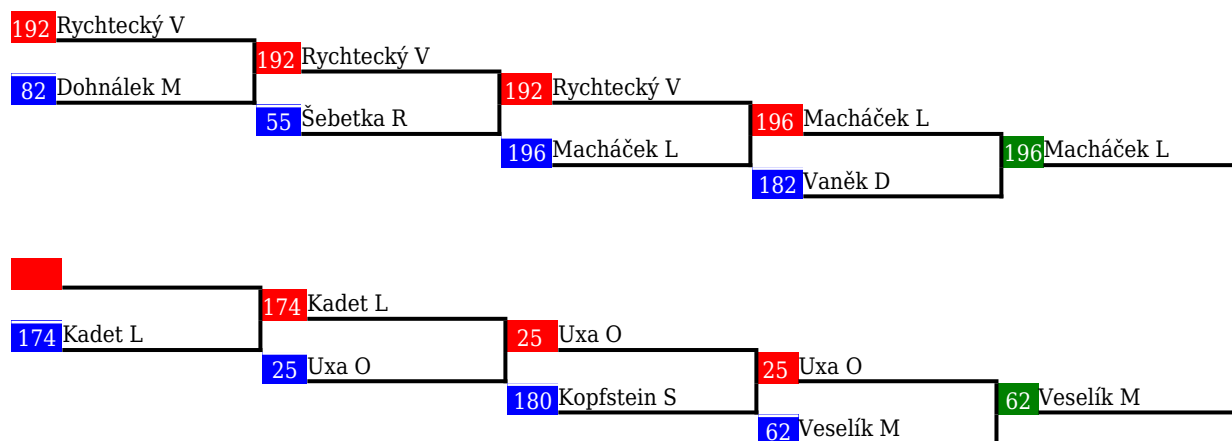 192 Rychtecký V
192 Rychtecký V
82 Dohnálek M
192 Rychtecký V
55 Šebetka R
196 Macháček L
196 Macháček L
196 Macháček L
182 Vaněk D
174 Kadet L
174 Kadet L
25 Uxa O
25 Uxa O
25 Uxa O
180 Kopfstein S
62 Veselík M
62 Veselík M